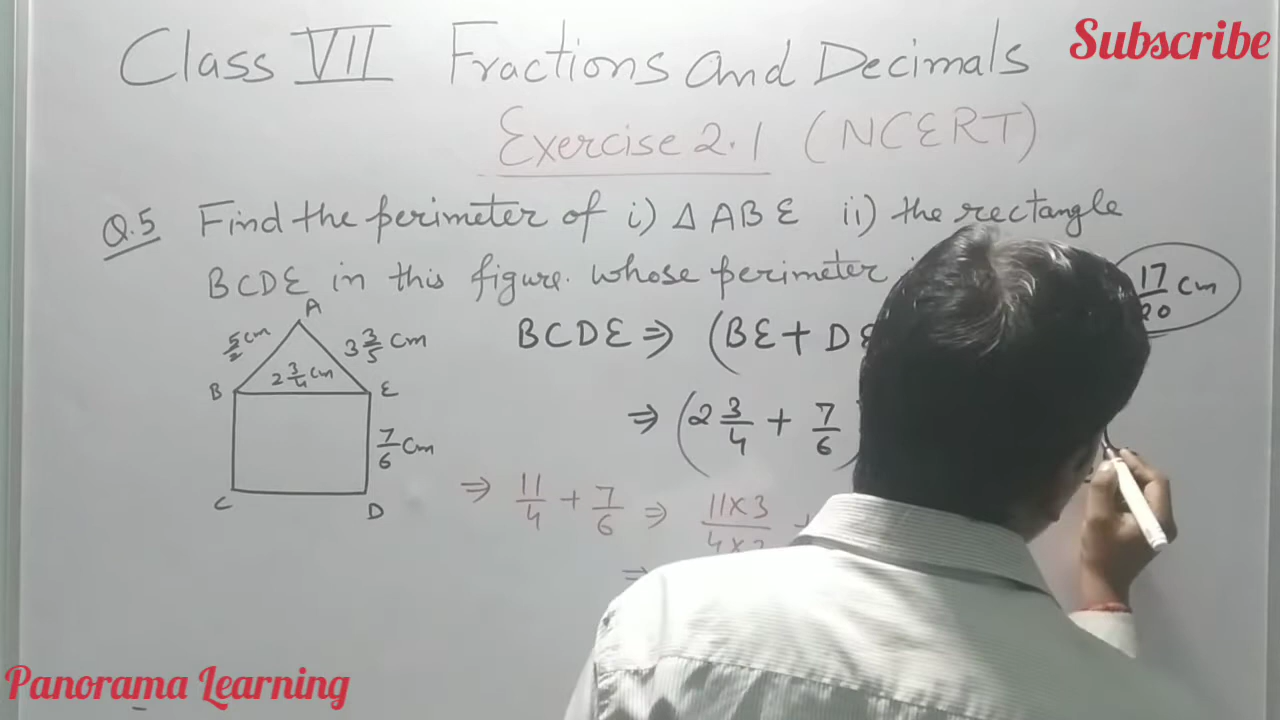 Subscribe
Class VII Fractions and Decimals
Exercise 2.1 (NCERT)
Q.5 Find the perimeter of i) △ ABE ii) the rectangle
BCDE in this figure. whose perimeter
17/20 cm
A
5/2 cm
3 3/5 cm
2 3/4 cm
B
E
7/6 cm
C
D
BCDE ⇒ (BE + DE
⇒ (2 3/4 + 7/6
⇒ 11/4 + 7/6 ⇒ 11×3/4×3 +
⇒
Panorama Learning